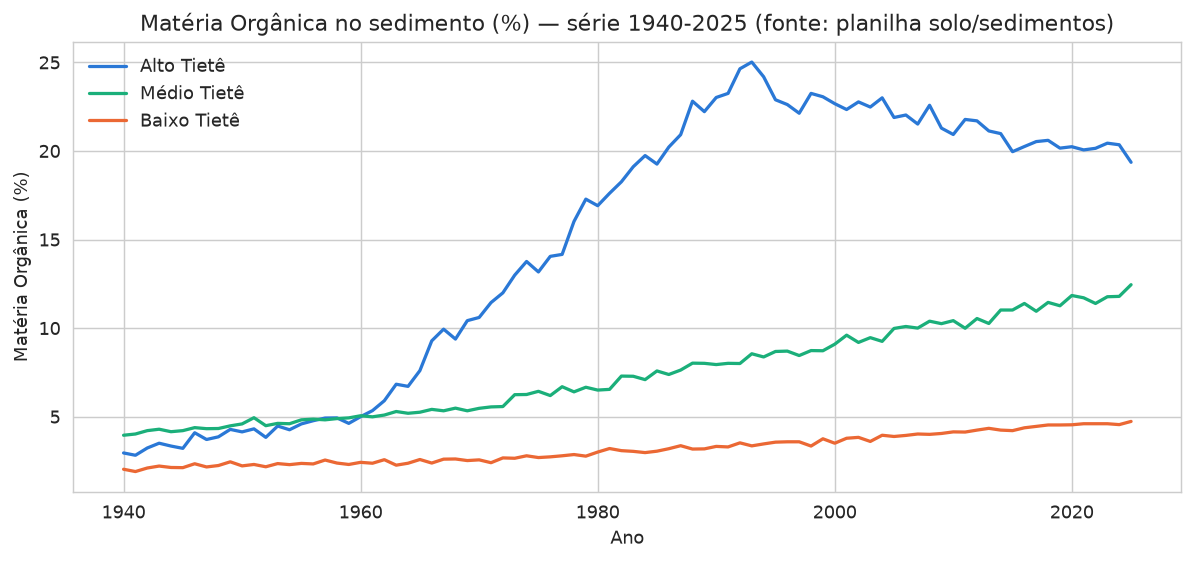 Matéria Orgânica no sedimento (%) — série 1940-2025 (fonte: planilha solo/sedimentos)
Alto Tietê
Médio Tietê
Baixo Tietê
Matéria Orgânica (%)
25
20
15
10
5
1940 1960 1980 2000 2020
Ano